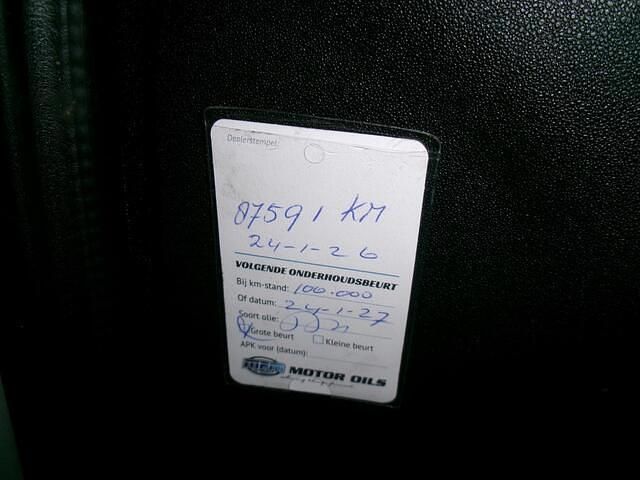 Dealerstempel:
87591 KM
24-1-26
VOLGENDE ONDERHOUDSBEURT
Bij km-stand: 100.000
Of datum: 24-1-27
Soort olie:
Grote beurt Kleine beurt
APK voor (datum):
MOTOR OILS